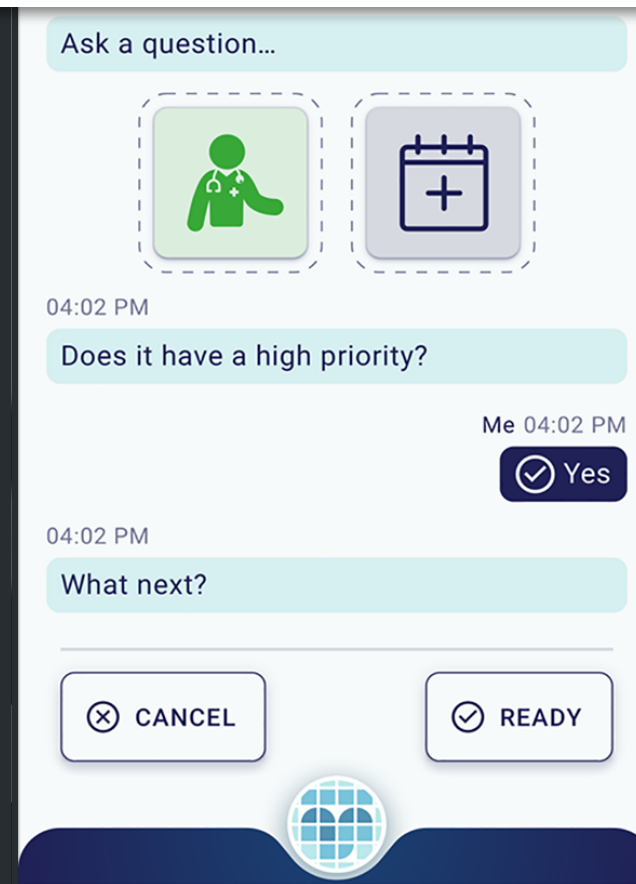 Ask a question…
04:02 PM
Does it have a high priority?
Me 04:02 PM
Yes
04:02 PM
What next?
CANCEL
READY